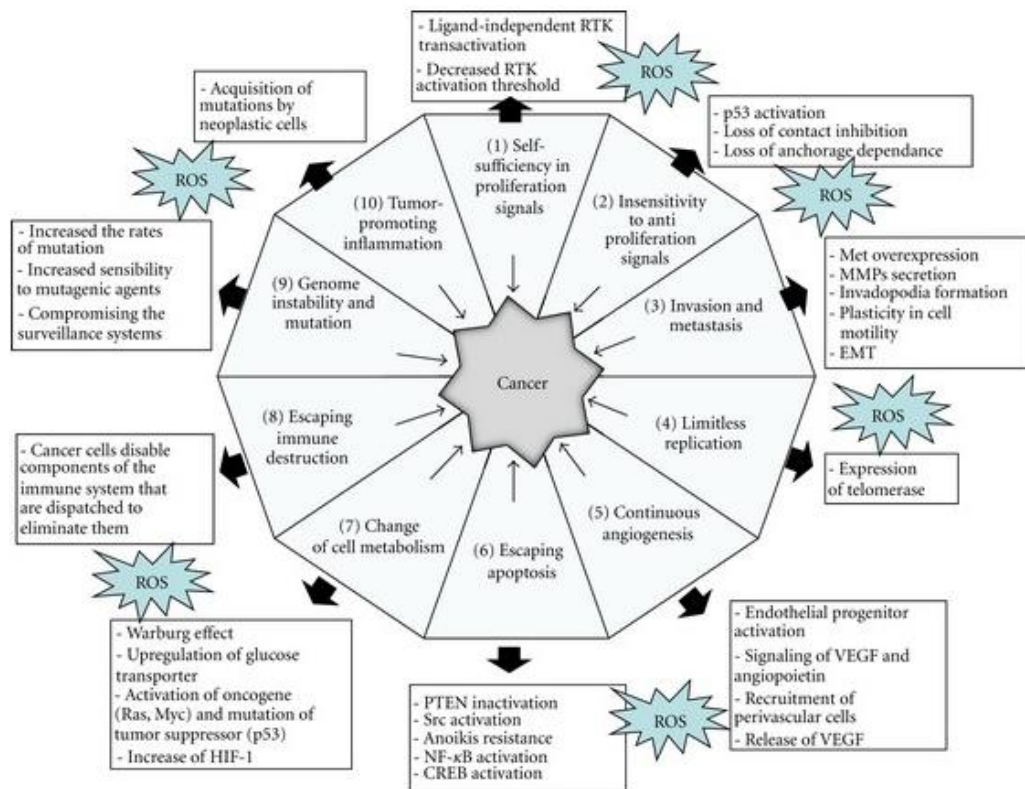 - Ligand-independent RTK
transactivation
- Decreased RTK
activation threshold
ROS
- p53 activation
- Loss of contact inhibition
- Loss of anchorage dependance
ROS
- Met overexpression
- MMPs secretion
- Invadopodia formation
- Plasticity in cell
motility
- EMT
ROS
- Expression
of telomerase
- Endothelial progenitor
activation
- Signaling of VEGF and
angiopoietin
- Recruitment of
perivascular cells
- Release of VEGF
ROS
- PTEN inactivation
- Src activation
- Anoikis resistance
- NF-κB activation
- CREB activation
- Warburg effect
- Upregulation of glucose
transporter
- Activation of oncogene
(Ras, Myc) and mutation of
tumor suppressor (p53)
- Increase of HIF-1
ROS
- Cancer cells disable
components of the
immune system that
are dispatched to
eliminate them
- Increased the rates
of mutation
- Increased sensibility
to mutagenic agents
- Compromising the
surveillance systems
ROS
- Acquisition of
mutations by
neoplastic cells
(1) Self-
sufficiency in
proliferation
signals
(2) Insensitivity
to anti
proliferation
signals
(3) Invasion and
metastasis
(4) Limitless
replication
(5) Continuous
angiogenesis
(6) Escaping
apoptosis
(7) Change
of cell metabolism
(8) Escaping
immune
destruction
(9) Genome
instability and
mutation
(10) Tumor-
promoting
inflammation
Cancer